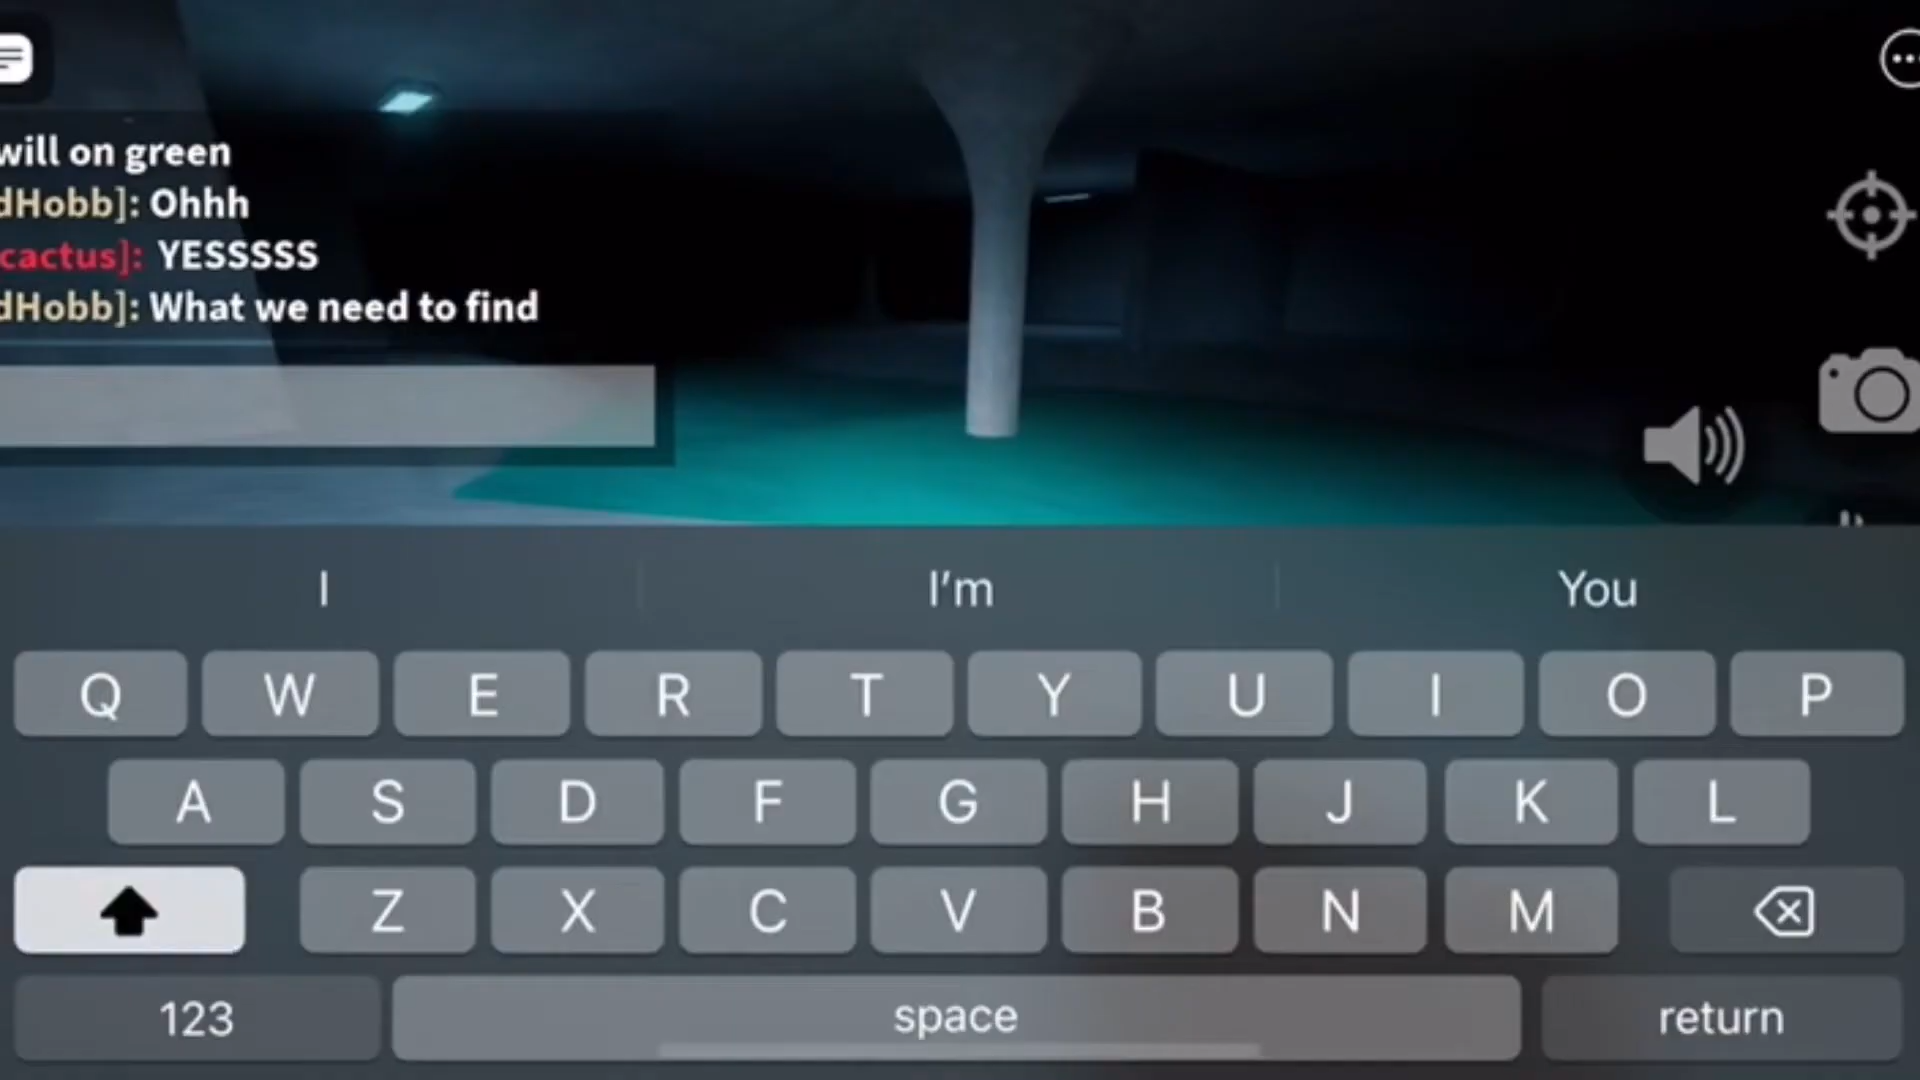 will on green
dHobb]: Ohhh
cactus]: YESSSSS
dHobb]: What we need to find
I I’m You
Q W E R T Y U I O P
A S D F G H J K L
Z X C V B N M
123 space return